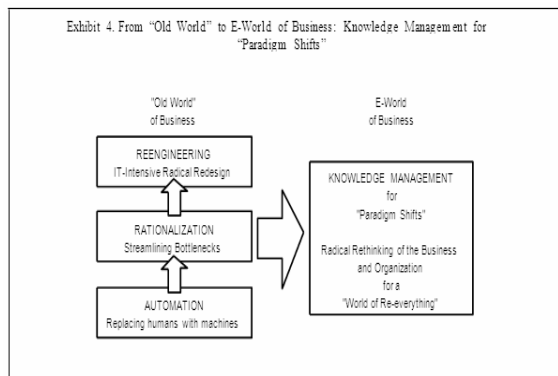 Exhibit 4. From “Old World” to E-World of Business: Knowledge Management for
“Paradigm Shifts”
"Old World"
of Business
REENGINEERING
IT-Intensive Radical Redesign
RATIONALIZATION
Streamlining Bottlenecks
AUTOMATION
Replacing humans with machines
E-World
of Business
KNOWLEDGE MANAGEMENT
for
"Paradigm Shifts"
Radical Rethinking of the Business
and Organization
for a
"World of Re-everything"